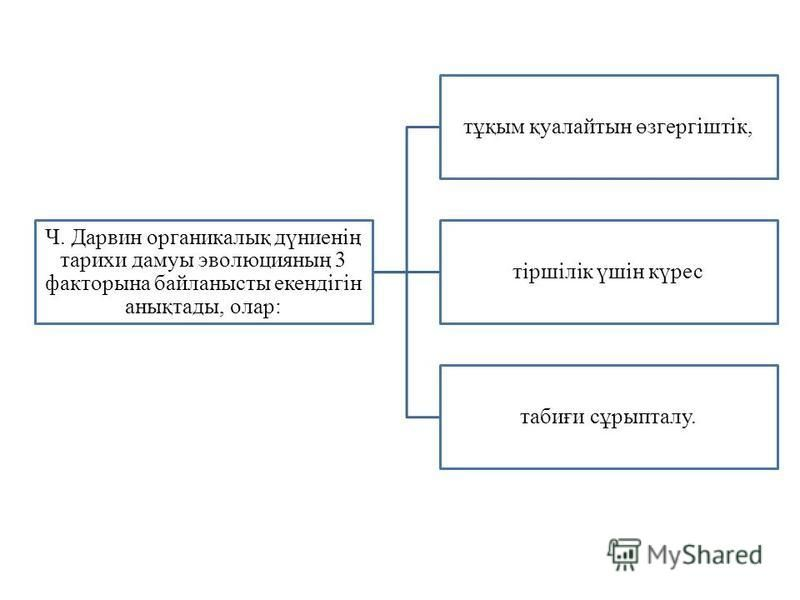 тұқым қуалайтын өзгергіштік,
Ч. Дарвин органикалық дүниенің
тарихи дамуы эволюцияның 3
факторына байланысты екендігін
анықтады, олар:
тіршілік үшін күрес
табиғи сұрыпталу.
MyShared